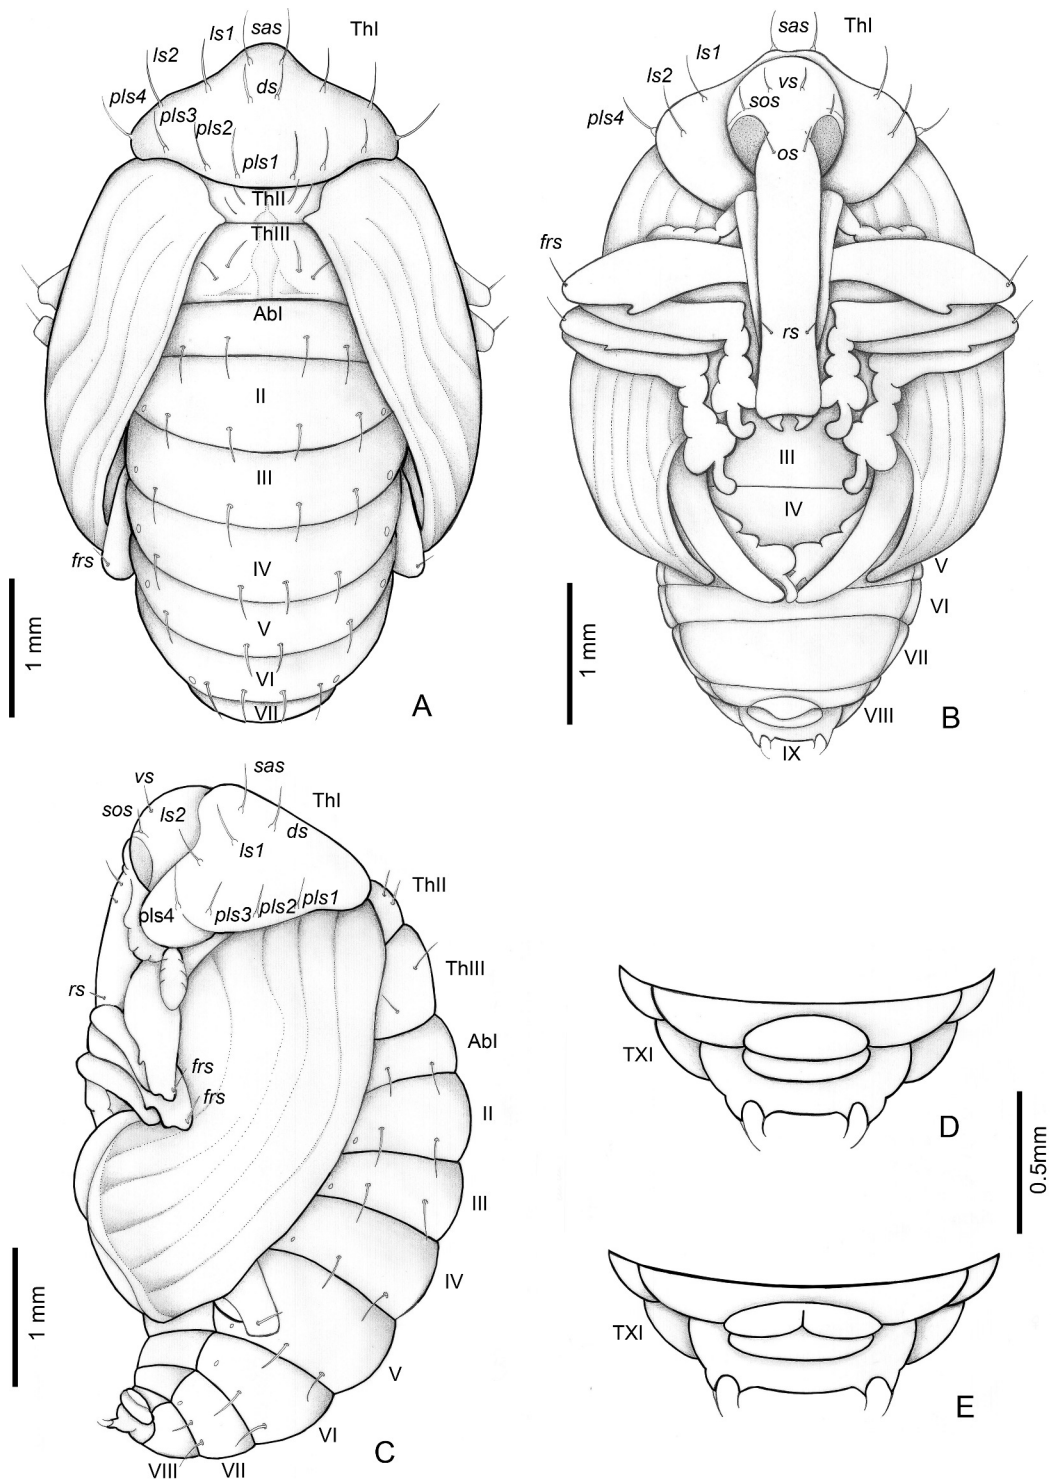 sas
ThI
ls1
ls2
ds
pls4
pls3
pls2
pls1
ThII
ThIII
AbI
II
III
frs
IV
V
VI
VII
1 mm
A
sas
ThI
ls1
ls2
vs
sos
pls4
os
frs
rs
III
IV
V
VI
VII
VIII
IX
1 mm
B
sas
vs
ThI
sos
ls2
ds
ls1
ThII
pls4
pls3
pls2
pls1
ThIII
rs
AbI
frs
frs
II
III
IV
V
VI
VII
VIII
1 mm
C
TXI
D
0.5mm
TXI
E